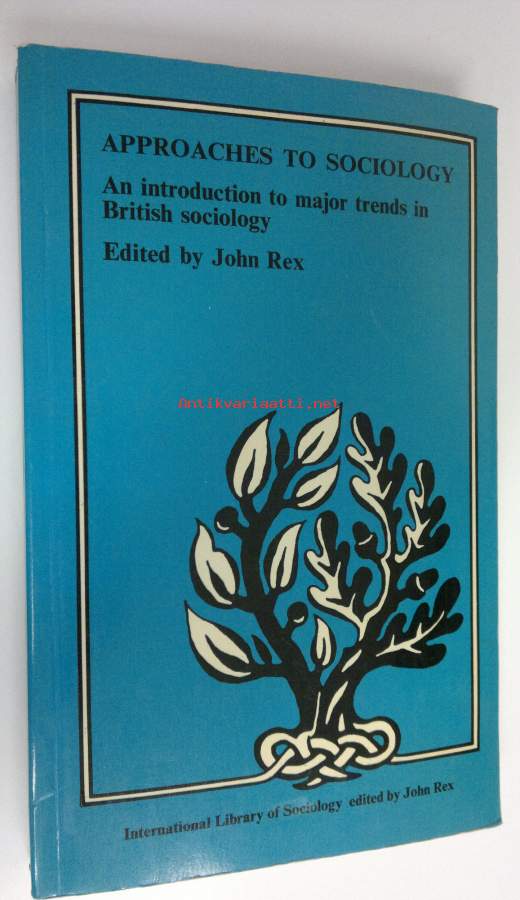 APPROACHES TO SOCIOLOGY
An introduction to major trends in
British sociology
Edited by John Rex
Antikvariaatti.net
International Library of Sociology edited by John Rex